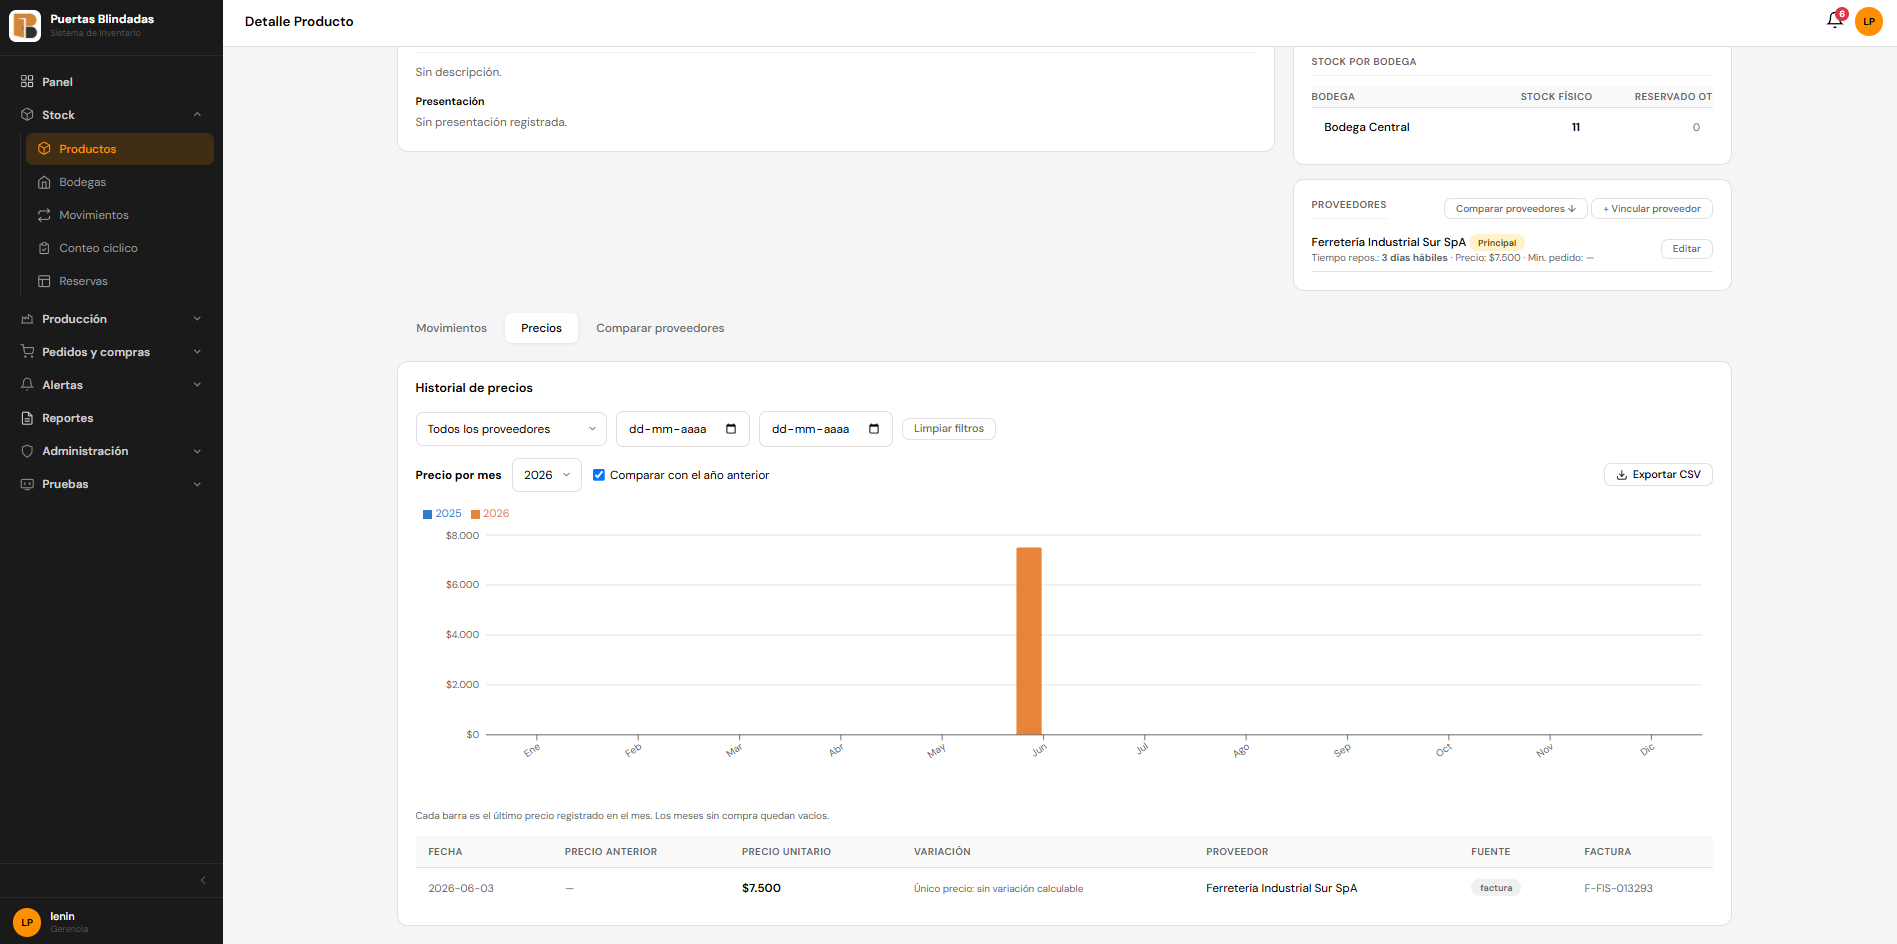 Puertas Blindadas
Sistema de Inventario
Panel
Stock
Productos
Bodegas
Movimientos
Conteo cíclico
Reservas
Producción
Pedidos y compras
Alertas
Reportes
Administración
Pruebas
LP
lenin
Gerencia
Detalle Producto
6
LP
Sin descripción.
Presentación
Sin presentación registrada.
STOCK POR BODEGA
BODEGA STOCK FÍSICO RESERVADO OT
Bodega Central 11 0
PROVEEDORES
Comparar proveedores ↓
+ Vincular proveedor
Ferretería Industrial Sur SpA Principal
Tiempo repos.: 3 días hábiles · Precio: $7.500 · Mín. pedido: —
Editar
Movimientos Precios Comparar proveedores
Historial de precios
Todos los proveedores dd-mm-aaaa dd-mm-aaaa Limpiar filtros
Precio por mes 2026 Comparar con el año anterior Exportar CSV
2025 2026
$8.000
$6.000
$4.000
$2.000
$0
Ene Feb Mar Abr May Jun Jul Ago Sep Oct Nov Dic
Cada barra es el último precio registrado en el mes. Los meses sin compra quedan vacíos.
FECHA PRECIO ANTERIOR PRECIO UNITARIO VARIACIÓN PROVEEDOR FUENTE FACTURA
2026-06-03 — $7.500 Único precio: sin variación calculable Ferretería Industrial Sur SpA factura F-FIS-013293